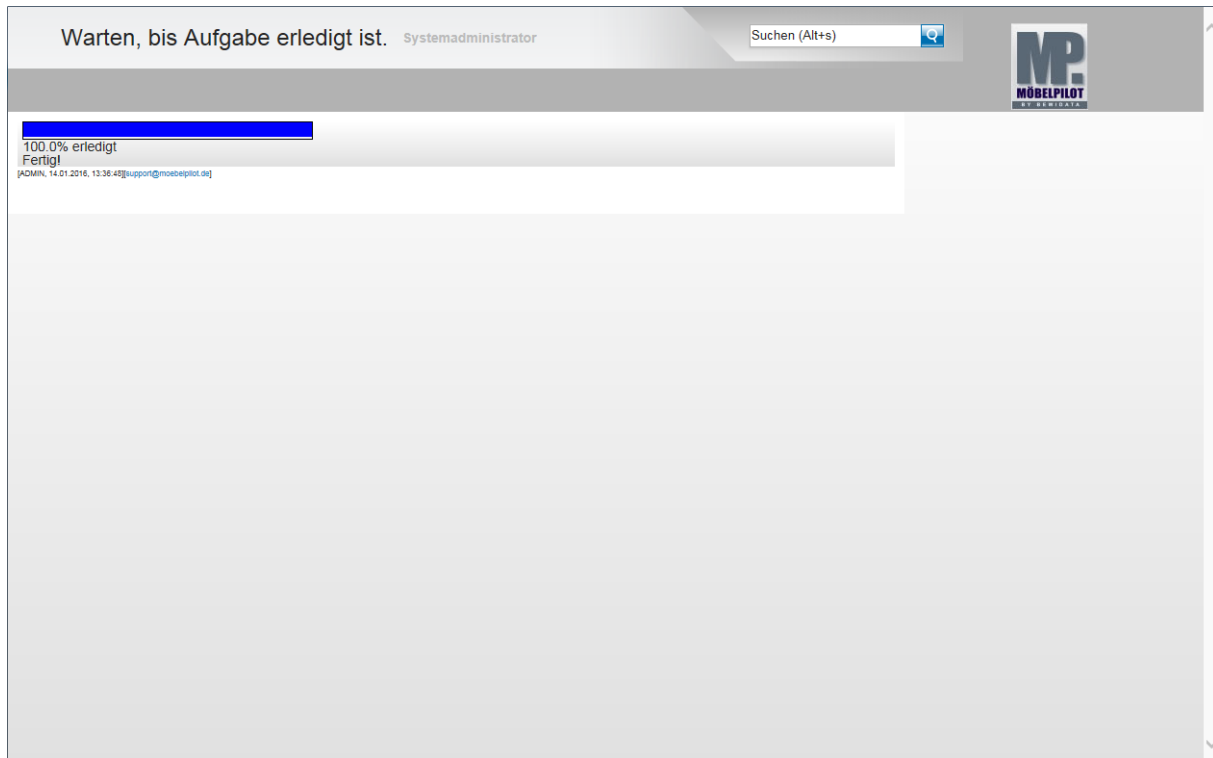 Warten, bis Aufgabe erledigt ist. Systemadministrator
Suchen (Alt+s)
MP.
MÖBELPILOT
BY BEWIDATA
100.0% erledigt
Fertig!
[ADMIN, 14.01.2016, 13:36:48][support@moebelpilot.de]